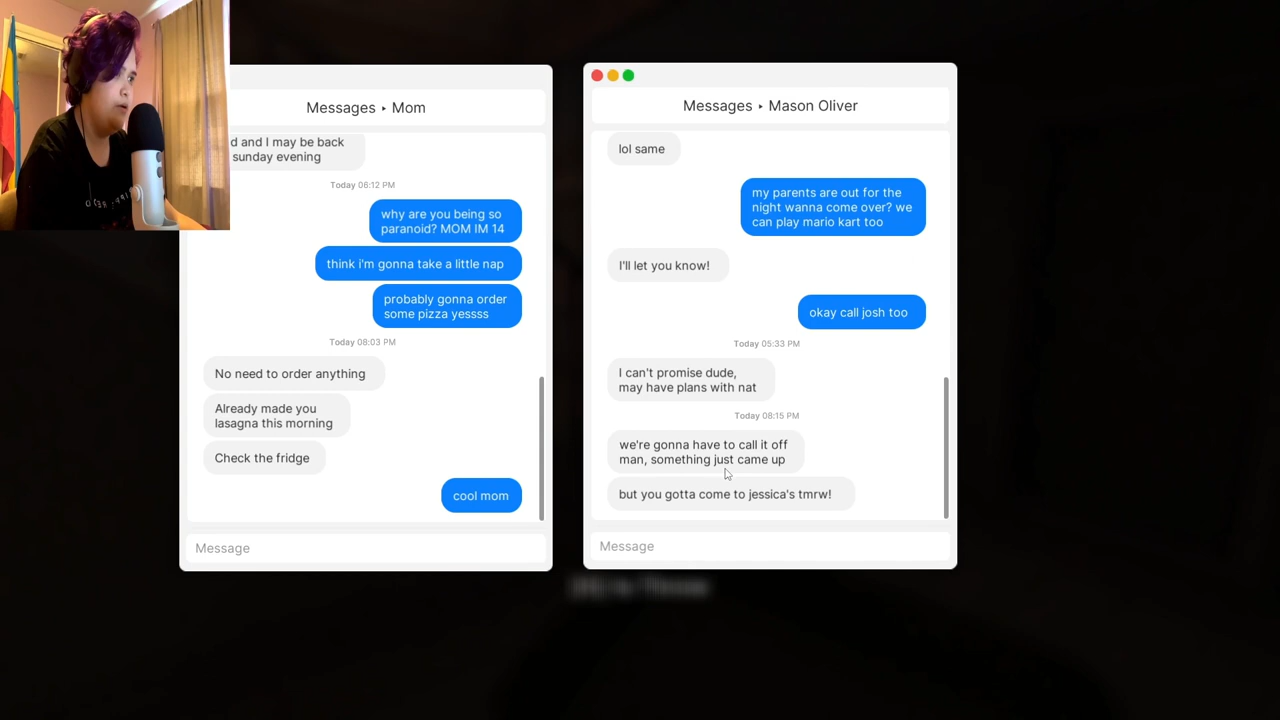 Messages ‣ Mom
d and I may be back
sunday evening
Today 06:12 PM
why are you being so
paranoid? MOM IM 14
think i'm gonna take a little nap
probably gonna order
some pizza yessss
Today 08:03 PM
No need to order anything
Already made you
lasagna this morning
Check the fridge
cool mom
Message
Messages ‣ Mason Oliver
lol same
my parents are out for the
night wanna come over? we
can play mario kart too
I'll let you know!
okay call josh too
Today 05:33 PM
I can't promise dude,
may have plans with nat
Today 08:15 PM
we're gonna have to call it off
man, something just came up
but you gotta come to jessica's tmrw!
Message